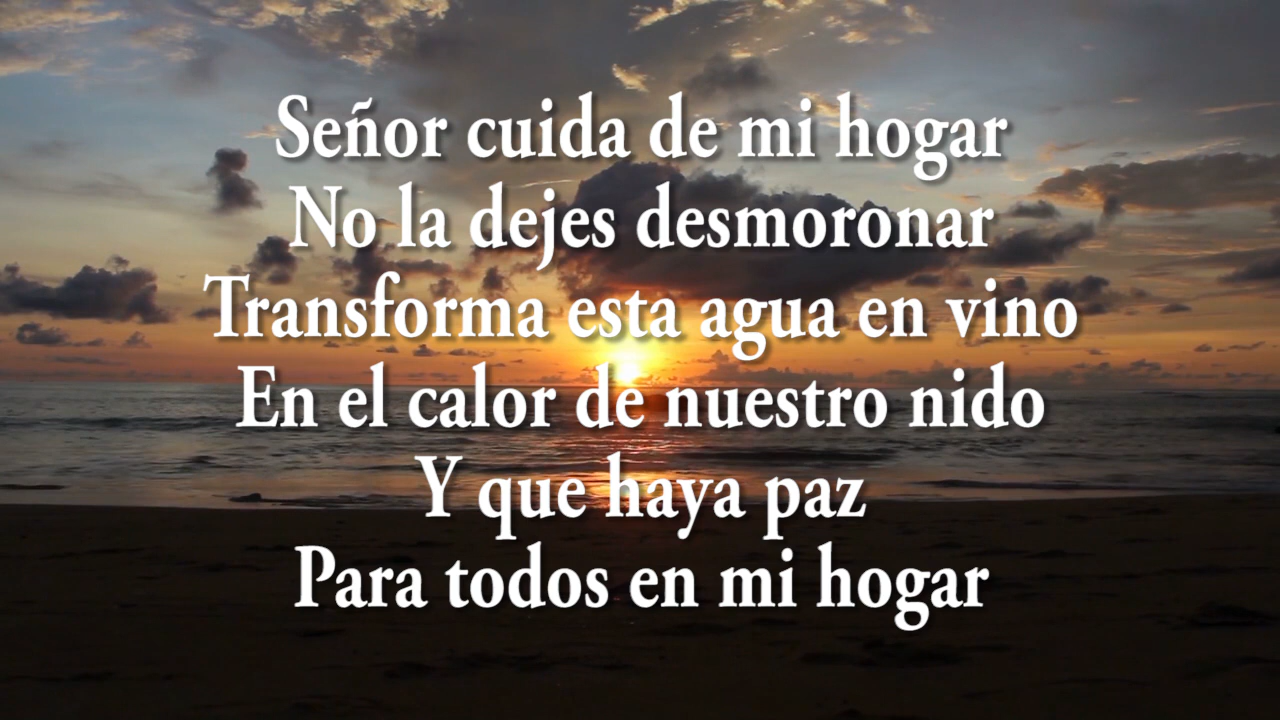 Señor cuida de mi hogar
No la dejes desmoronar
Transforma esta agua en vino
En el calor de nuestro nido
Y que haya paz
Para todos en mi hogar